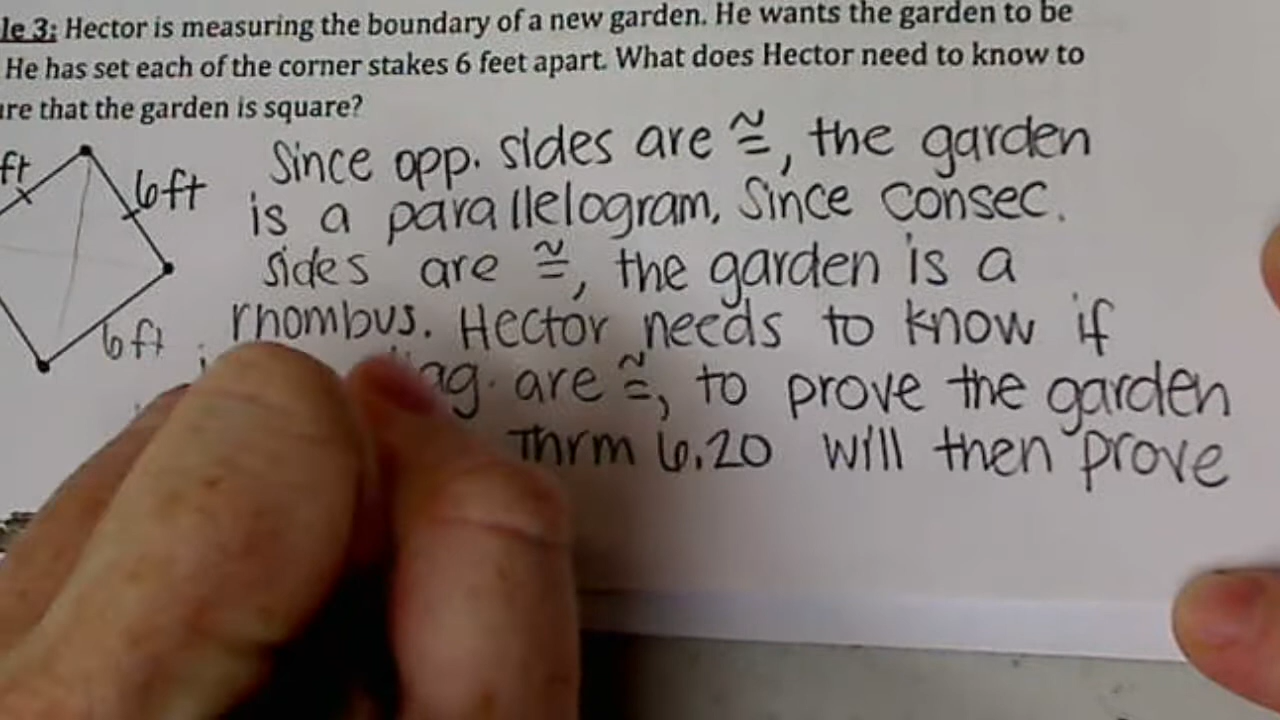 le 3: Hector is measuring the boundary of a new garden. He wants the garden to be
He has set each of the corner stakes 6 feet apart. What does Hector need to know to
ure that the garden is square?
ft
6ft
6ft
Since opp. sides are ≅, the garden
is a parallelogram. Since consec.
sides are ≅, the garden is a
rhombus. Hector needs to know if
diag. are ≅, to prove the garden
Thrm 6.20 will then prove